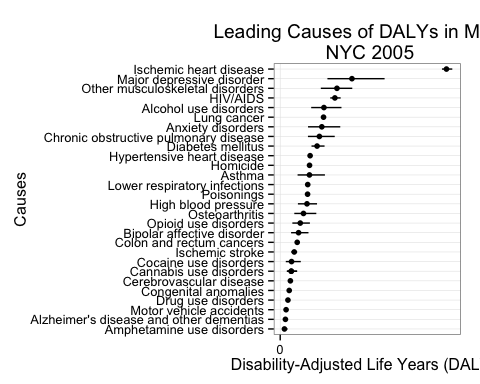 Leading Causes of DALYs in M
NYC 2005
Ischemic heart disease
Major depressive disorder
Other musculoskeletal disorders
HIV/AIDS
Alcohol use disorders
Lung cancer
Anxiety disorders
Chronic obstructive pulmonary disease
Diabetes mellitus
Hypertensive heart disease
Homicide
Asthma
Lower respiratory infections
Poisonings
High blood pressure
Osteoarthritis
Opioid use disorders
Bipolar affective disorder
Colon and rectum cancers
Ischemic stroke
Cocaine use disorders
Cannabis use disorders
Cerebrovascular disease
Congenital anomalies
Drug use disorders
Motor vehicle accidents
Alzheimer's disease and other dementias
Amphetamine use disorders
Causes
0
Disability-Adjusted Life Years (DAL